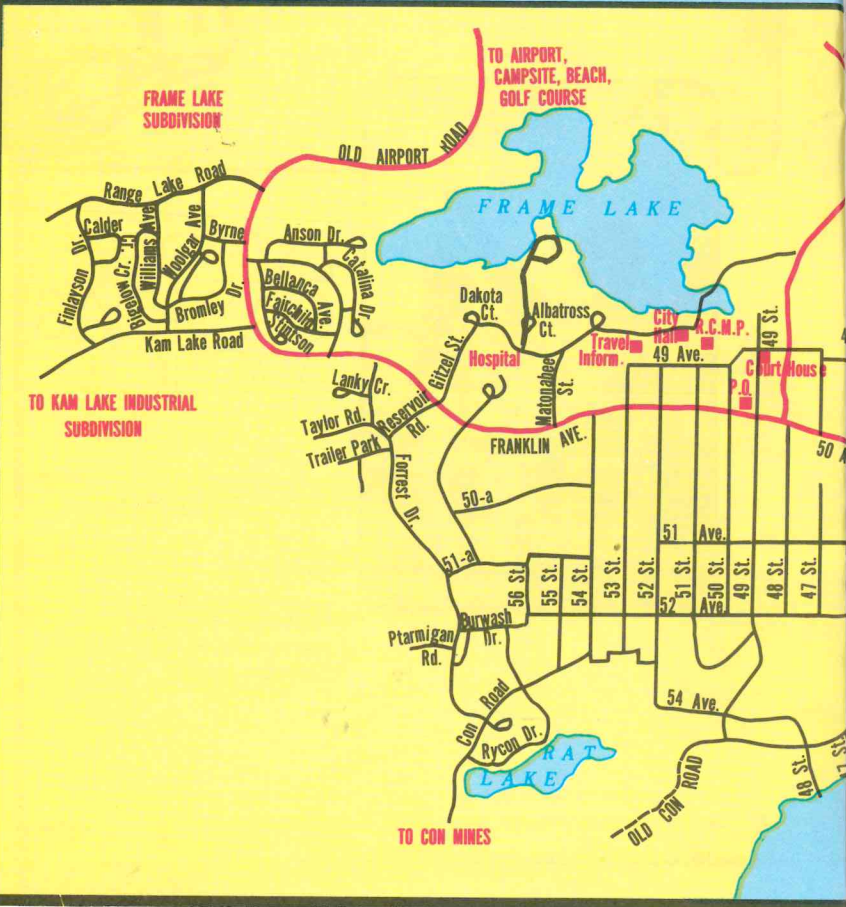 TO AIRPORT,
CAMPSITE, BEACH,
GOLF COURSE
FRAME LAKE
SUBDIVISION
OLD AIRPORT ROAD
Range Lake Road
FRAME LAKE
Calder
Dr.
Finlayson
Bigelow Cr.
Cr.
Williams Ave
Woolgar Ave
Byrne
Dr.
Bromley
Kam Lake Road
Anson Dr.
Catalina Dr.
Bellanca
Ave.
Stinson
Dakota
Ct.
Albatross
Ct.
City
Hall
R.C.M.P.
49 St.
Travel
Inform.
49 Ave.
Court House
P.O.
Hospital
Gitzel St.
Matonabee
St.
TO KAM LAKE INDUSTRIAL
SUBDIVISION
Lanky Cr.
Taylor Rd.
Reservoir
Rd.
Trailer Park
Forrest Dr.
FRANKLIN AVE.
50
50-a
51-a
51 Ave.
56 St.
55 St.
54 St.
53 St.
52 St.
51 St.
50 St.
49 St.
48 St.
47 St.
52 Ave.
Burwash
Dr.
Ptarmigan
Rd.
Con Road
Rycon Dr.
54 Ave.
RAT
LAKE
OLD CON ROAD
48 St.
TO CON MINES